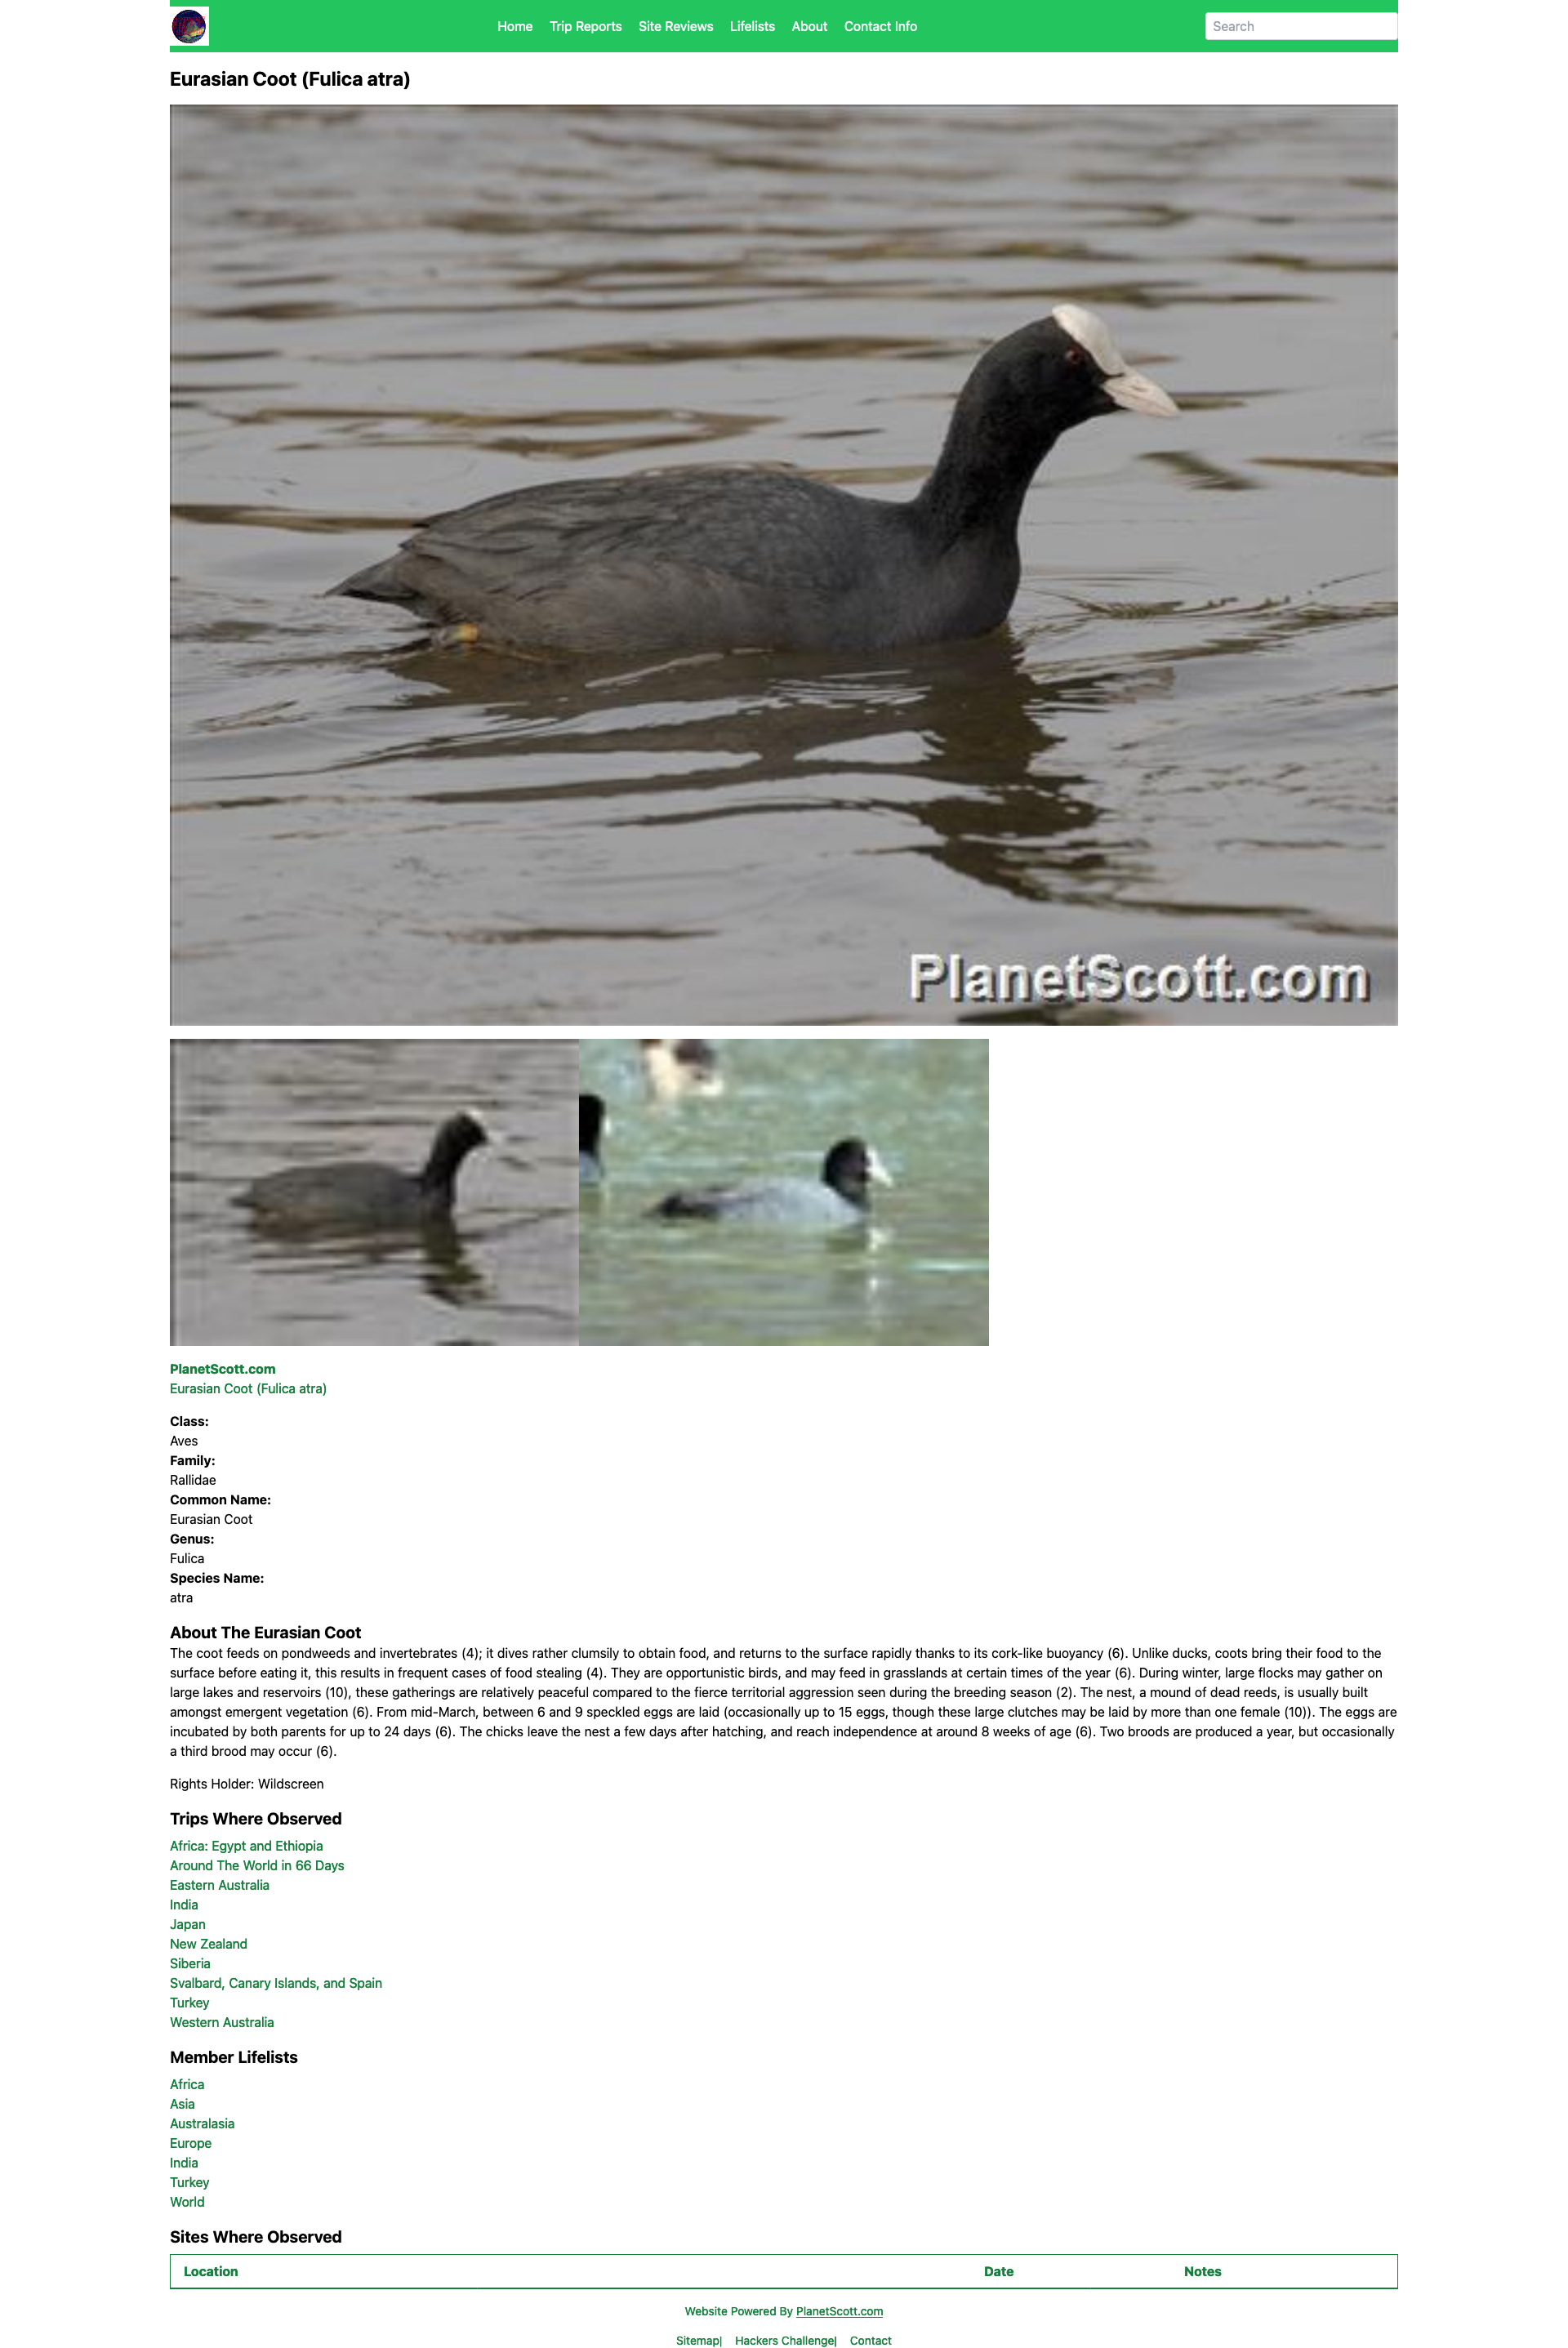 Home Trip Reports Site Reviews Lifelists About Contact Info Search
Eurasian Coot (Fulica atra)
PlanetScott.com
PlanetScott.com
Eurasian Coot (Fulica atra)
Class:
Aves
Family:
Rallidae
Common Name:
Eurasian Coot
Genus:
Fulica
Species Name:
atra
About The Eurasian Coot
The coot feeds on pondweeds and invertebrates (4); it dives rather clumsily to obtain food, and returns to the surface rapidly thanks to its cork-like buoyancy (6). Unlike ducks, coots bring their food to the
surface before eating it, this results in frequent cases of food stealing (4). They are opportunistic birds, and may feed in grasslands at certain times of the year (6). During winter, large flocks may gather on
large lakes and reservoirs (10), these gatherings are relatively peaceful compared to the fierce territorial aggression seen during the breeding season (2). The nest, a mound of dead reeds, is usually built
amongst emergent vegetation (6). From mid-March, between 6 and 9 speckled eggs are laid (occasionally up to 15 eggs, though these large clutches may be laid by more than one female (10)). The eggs are
incubated by both parents for up to 24 days (6). The chicks leave the nest a few days after hatching, and reach independence at around 8 weeks of age (6). Two broods are produced a year, but occasionally
a third brood may occur (6).
Rights Holder: Wildscreen
Trips Where Observed
Africa: Egypt and Ethiopia
Around The World in 66 Days
Eastern Australia
India
Japan
New Zealand
Siberia
Svalbard, Canary Islands, and Spain
Turkey
Western Australia
Member Lifelists
Africa
Asia
Australasia
Europe
India
Turkey
World
Sites Where Observed
Location Date Notes
Website Powered By PlanetScott.com
Sitemap| Hackers Challenge| Contact